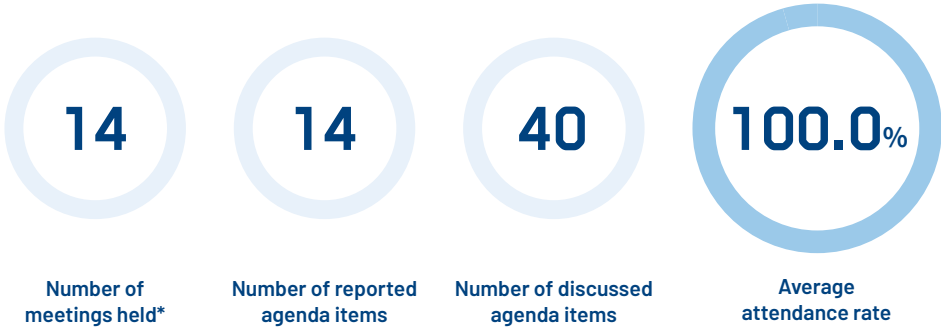 14
14
40
100.0%
Number of
meetings held*
Number of reported
agenda items
Number of discussed
agenda items
Average
attendance rate